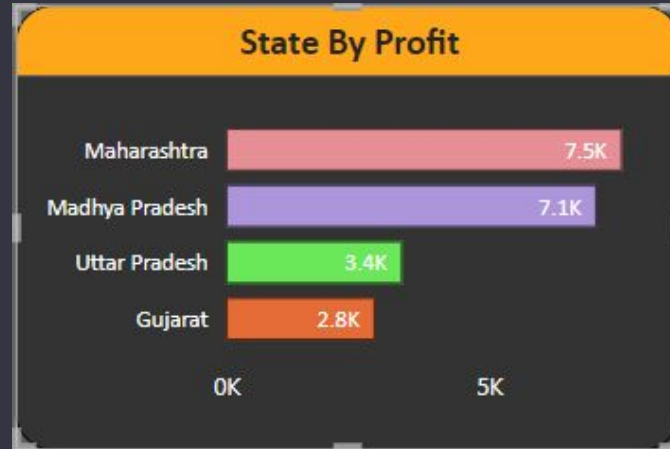 State By Profit
Maharashtra 7.5K
Madhya Pradesh 7.1K
Uttar Pradesh 3.4K
Gujarat 2.8K
0K 5K